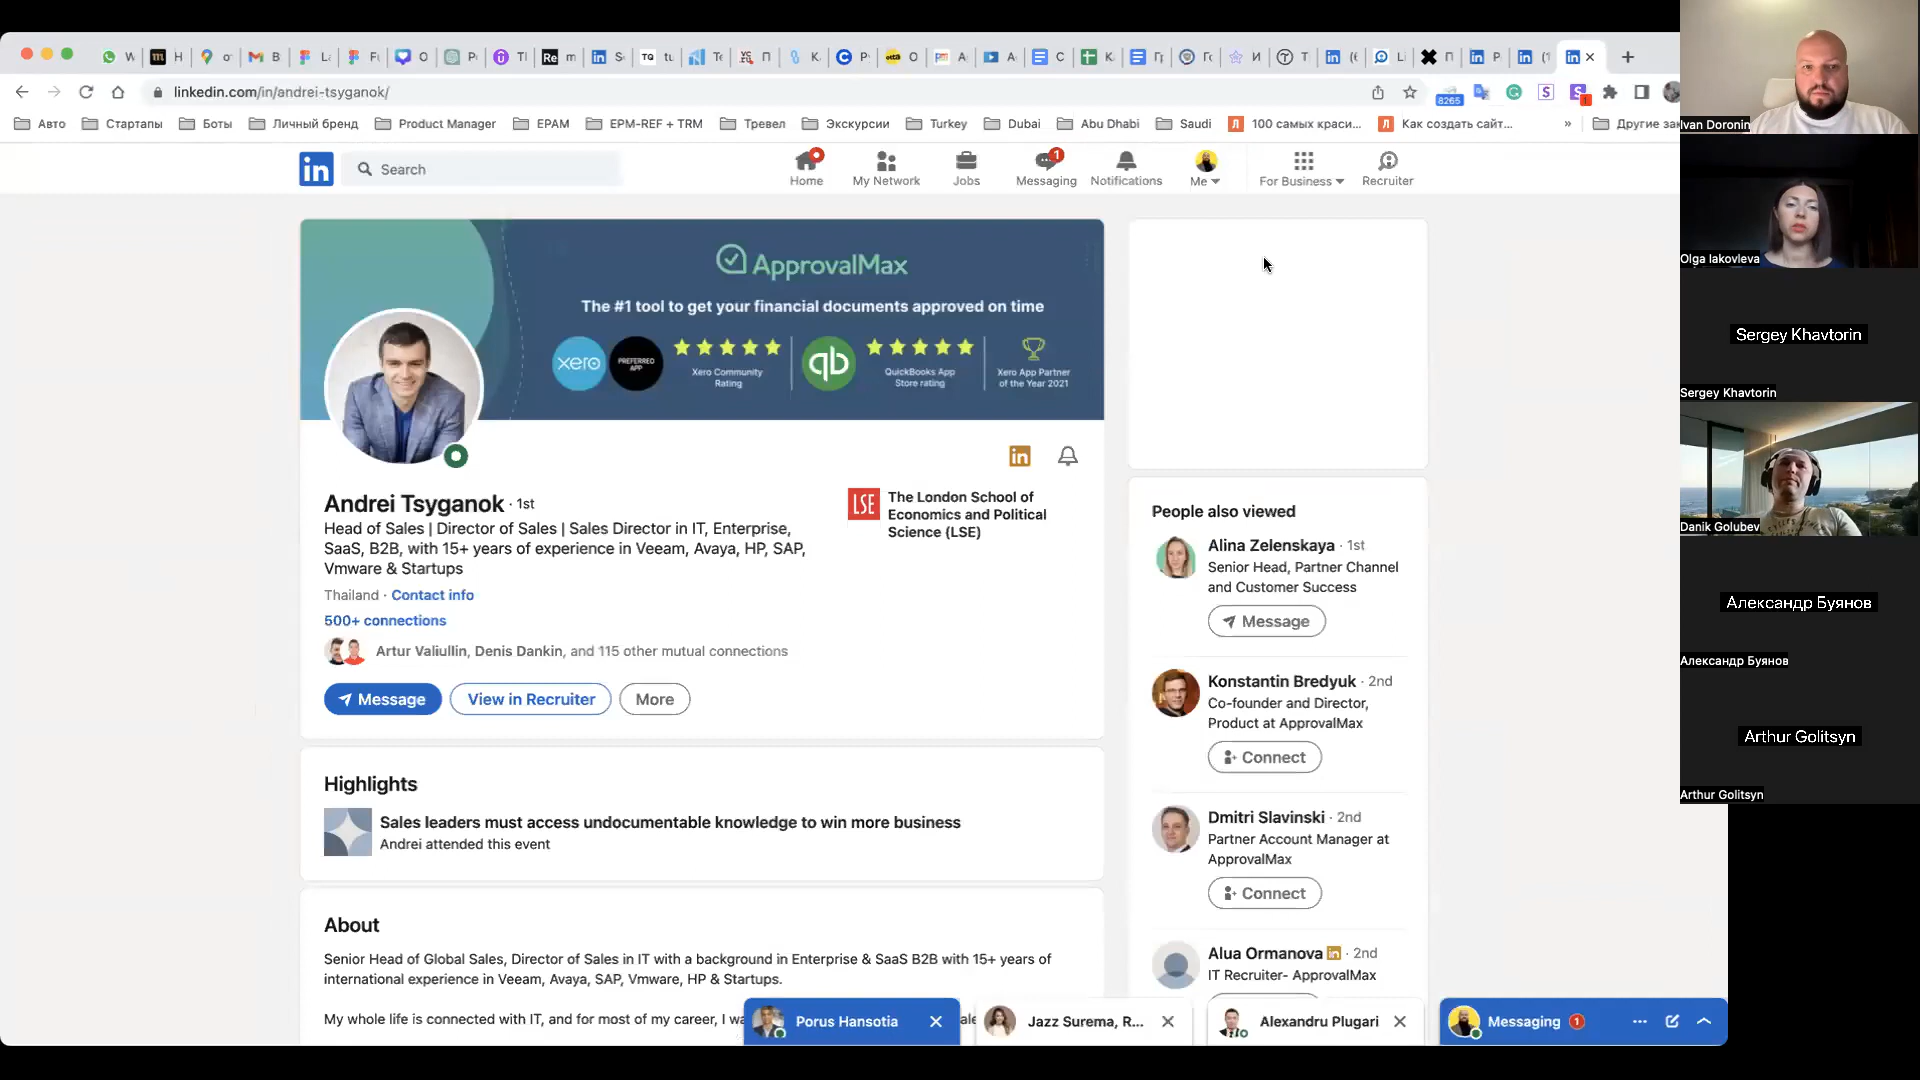 W
H
B
Re
TQ
linkedin.com/in/andrei-tsyganok/
8265
1
Авто
Стартапы
Боты
Личный бренд
Product Manager
EPAM
EPM-REF + TRM
Тревел
Экскурсии
Turkey
Dubai
Abu Dhabi
Saudi
100 самых краси...
Как создать сайт...
»
Другие зак
in
Search
Home
My Network
Jobs
1
Messaging
Notifications
Me
For Business
Recruiter
ApprovalMax
The #1 tool to get your financial documents approved on time
xero
PREFERRED
APP
Xero Community
Rating
qb
QuickBooks App
Store rating
Xero App Partner
of the Year 2021
Andrei Tsyganok · 1st
Head of Sales | Director of Sales | Sales Director in IT, Enterprise,
SaaS, B2B, with 15+ years of experience in Veeam, Avaya, HP, SAP,
Vmware & Startups
LSE
The London School of
Economics and Political
Science (LSE)
Thailand · Contact info
500+ connections
Artur Valiullin, Denis Dankin, and 115 other mutual connections
Message
View in Recruiter
More
Highlights
Sales leaders must access undocumentable knowledge to win more business
Andrei attended this event
About
Senior Head of Global Sales, Director of Sales in IT with a background in Enterprise & SaaS B2B with 15+ years of
international experience in Veeam, Avaya, SAP, Vmware, HP & Startups.
My whole life is connected with IT, and for most of my career, I wa
People also viewed
Alina Zelenskaya · 1st
Senior Head, Partner Channel
and Customer Success
Message
Konstantin Bredyuk · 2nd
Co-founder and Director,
Product at ApprovalMax
Connect
Dmitri Slavinski · 2nd
Partner Account Manager at
ApprovalMax
Connect
Alua Ormanova in · 2nd
IT Recruiter- ApprovalMax
Porus Hansotia
Jazz Surema, R...
Alexandru Plugari
Messaging 1
Ivan Doronin
Olga Iakovleva
Sergey Khavtorin
Sergey Khavtorin
Danik Golubev
Александр Буянов
Александр Буянов
Arthur Golitsyn
Arthur Golitsyn